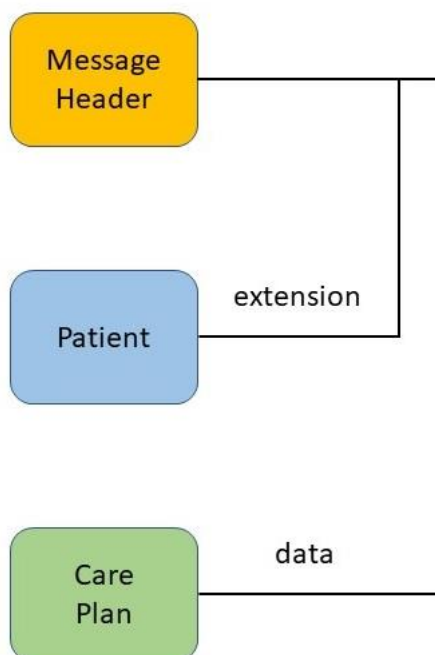 Message
Header
extension
Patient
data
Care
Plan